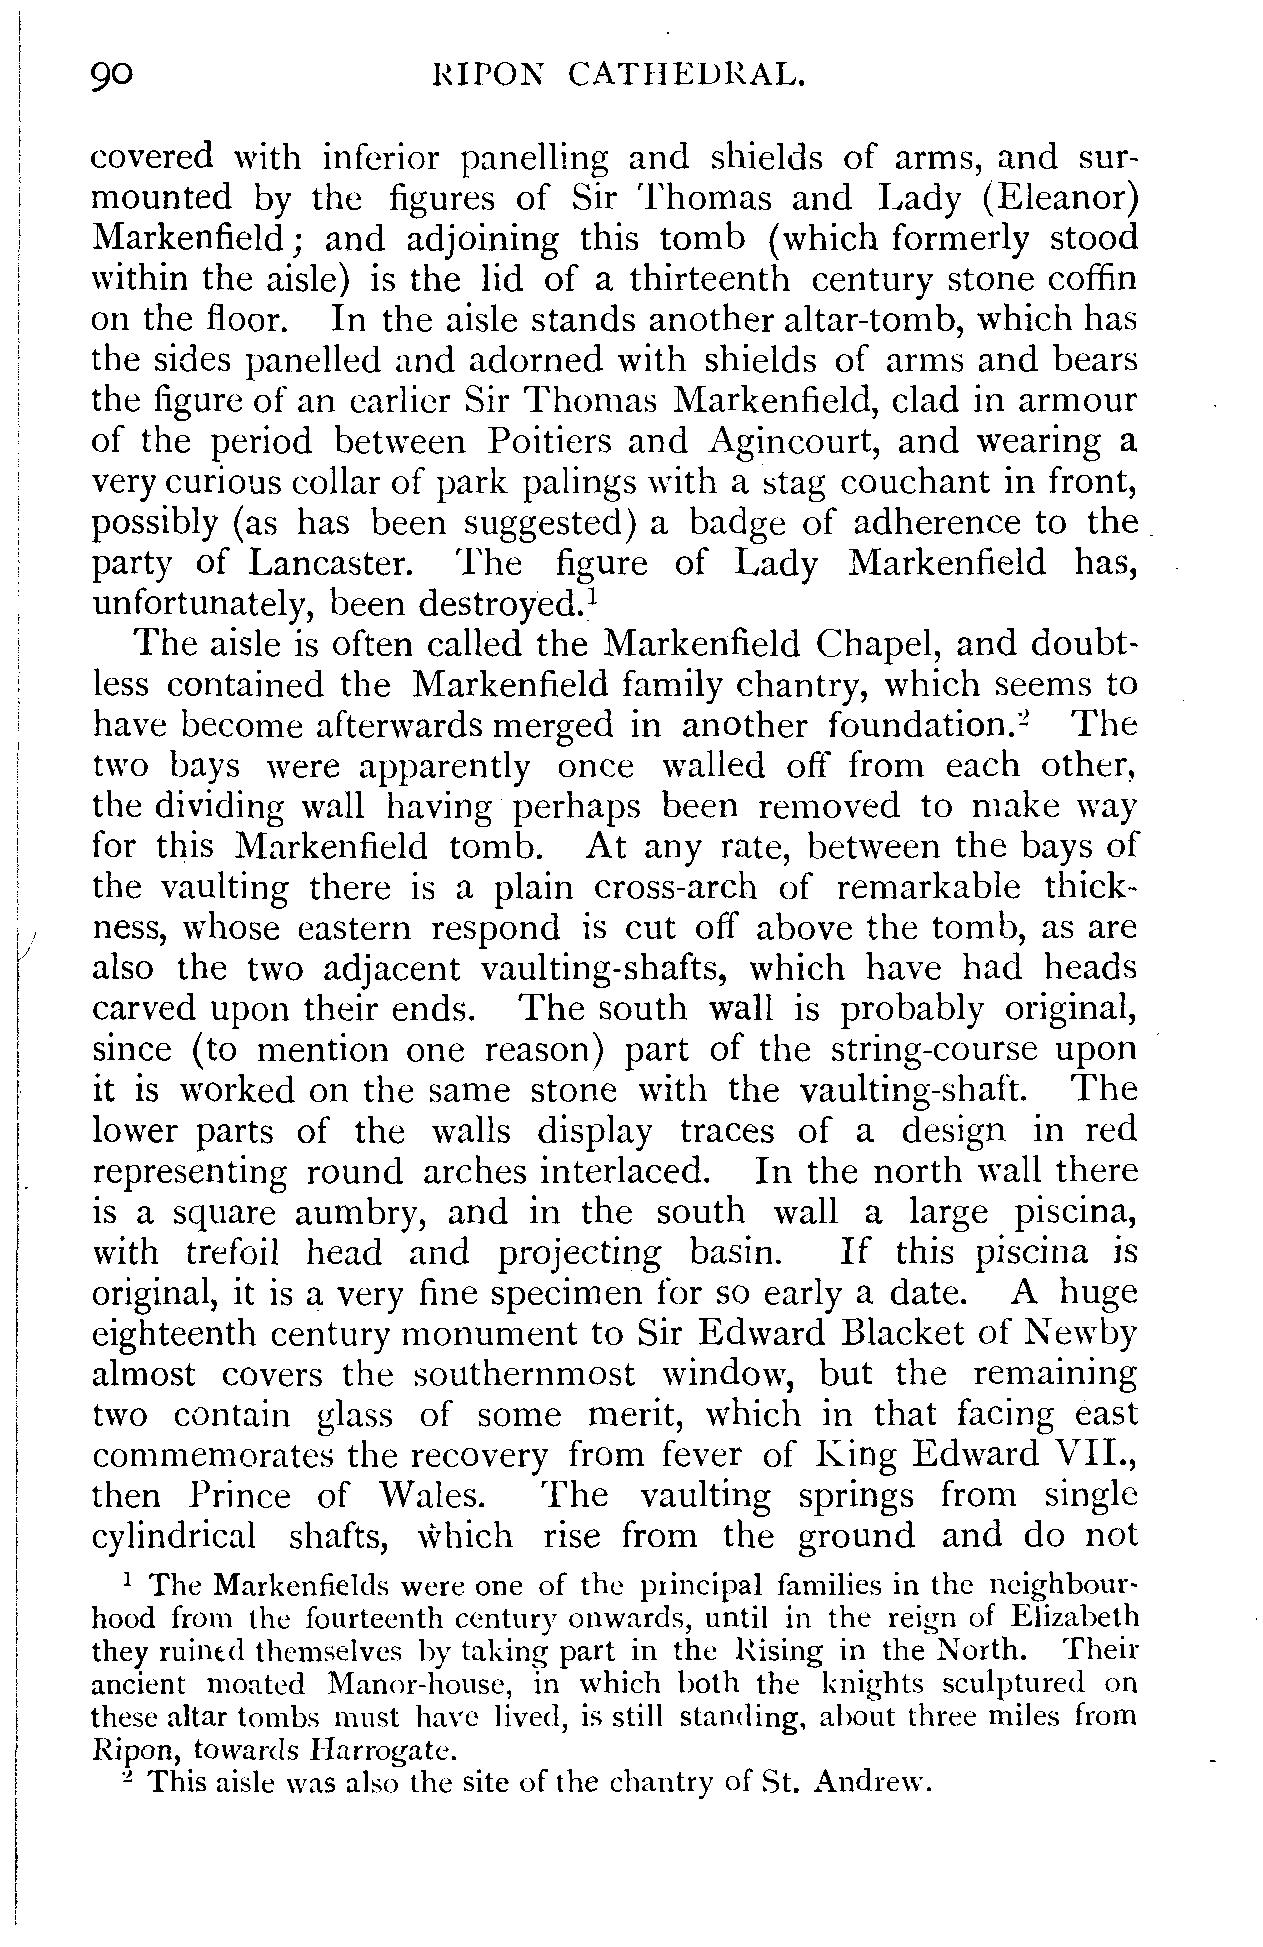 90 RIPON CATHEDRAL.
covered with inferior panelling and shields of arms, and sur-
mounted by the figures of Sir Thomas and Lady (Eleanor)
Markenfield; and adjoining this tomb (which formerly stood
within the aisle) is the lid of a thirteenth century stone coffin
on the floor. In the aisle stands another altar-tomb, which has
the sides panelled and adorned with shields of arms and bears
the figure of an earlier Sir Thomas Markenfield, clad in armour
of the period between Poitiers and Agincourt, and wearing a
very curious collar of park palings with a stag couchant in front,
possibly (as has been suggested) a badge of adherence to the
party of Lancaster. The figure of Lady Markenfield has,
unfortunately, been destroyed.¹
The aisle is often called the Markenfield Chapel, and doubt-
less contained the Markenfield family chantry, which seems to
have become afterwards merged in another foundation.² The
two bays were apparently once walled off from each other,
the dividing wall having perhaps been removed to make way
for this Markenfield tomb. At any rate, between the bays of
the vaulting there is a plain cross-arch of remarkable thick-
ness, whose eastern respond is cut off above the tomb, as are
also the two adjacent vaulting-shafts, which have had heads
carved upon their ends. The south wall is probably original,
since (to mention one reason) part of the string-course upon
it is worked on the same stone with the vaulting-shaft. The
lower parts of the walls display traces of a design in red
representing round arches interlaced. In the north wall there
is a square aumbry, and in the south wall a large piscina,
with trefoil head and projecting basin. If this piscina is
original, it is a very fine specimen for so early a date. A huge
eighteenth century monument to Sir Edward Blacket of Newby
almost covers the southernmost window, but the remaining
two contain glass of some merit, which in that facing east
commemorates the recovery from fever of King Edward VII.,
then Prince of Wales. The vaulting springs from single
cylindrical shafts, which rise from the ground and do not
¹ The Markenfields were one of the principal families in the neighbour-
hood from the fourteenth century onwards, until in the reign of Elizabeth
they ruined themselves by taking part in the Rising in the North. Their
ancient moated Manor-house, in which both the knights sculptured on
these altar tombs must have lived, is still standing, about three miles from
Ripon, towards Harrogate.
² This aisle was also the site of the chantry of St. Andrew.